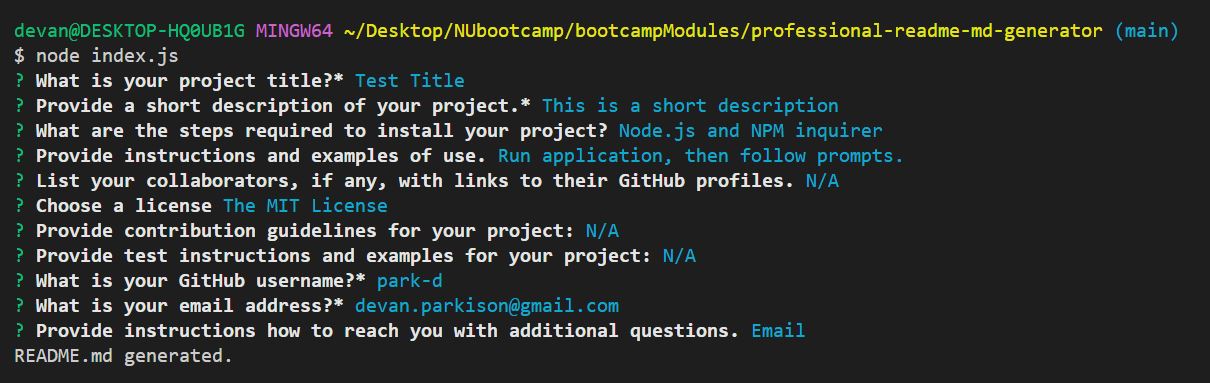 devan@DESKTOP-HQ0UB1G MINGW64 ~/Desktop/NUbootcamp/bootcampModules/professional-readme-md-generator (main)
$ node index.js
? What is your project title?* Test Title
? Provide a short description of your project.* This is a short description
? What are the steps required to install your project? Node.js and NPM inquirer
? Provide instructions and examples of use. Run application, then follow prompts.
? List your collaborators, if any, with links to their GitHub profiles. N/A
? Choose a license The MIT License
? Provide contribution guidelines for your project: N/A
? Provide test instructions and examples for your project: N/A
? What is your GitHub username?* park-d
? What is your email address?* devan.parkison@gmail.com
? Provide instructions how to reach you with additional questions. Email
README.md generated.